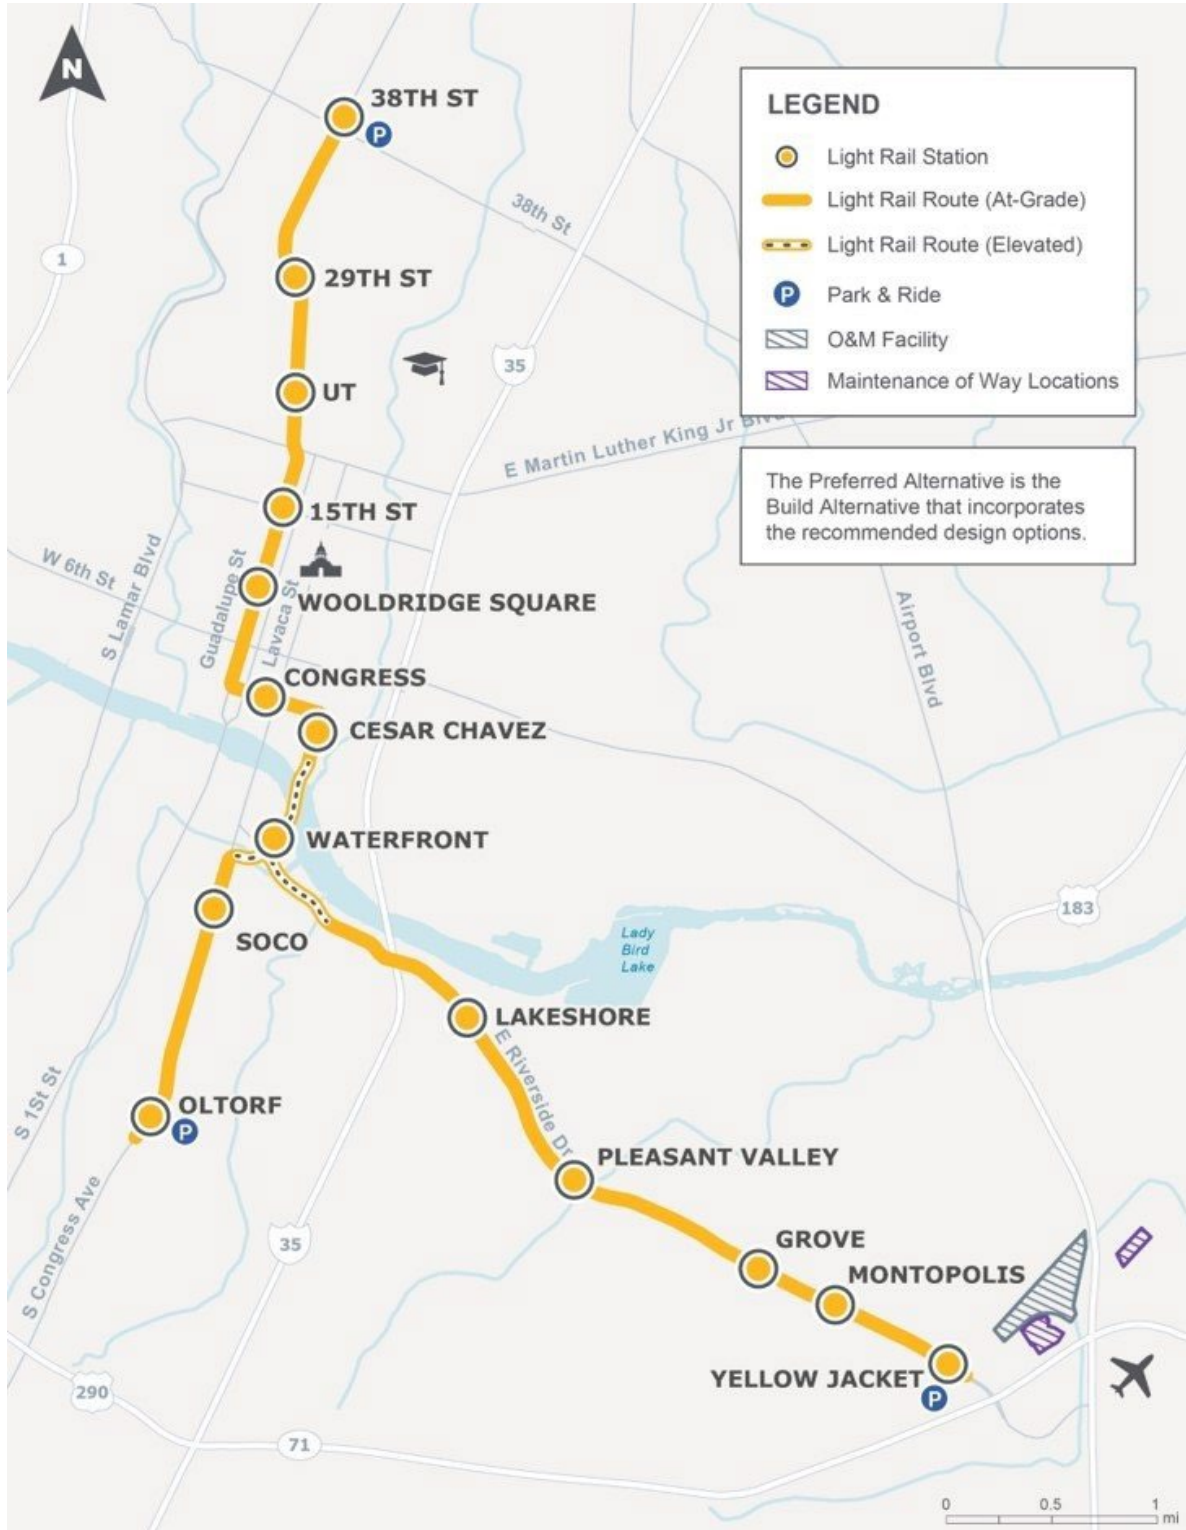 N
38TH ST
P
38th St
1
29TH ST
35
UT
E Martin Luther King Jr Blvd
15TH ST
W 6th St
S Lamar Blvd
Guadalupe St
Lavaca St
WOOLDRIDGE SQUARE
Airport Blvd
CONGRESS
CESAR CHAVEZ
WATERFRONT
SOCO
Lady
Bird
Lake
183
LAKESHORE
E Riverside Dr
S 1St St
OLTORF
P
PLEASANT VALLEY
S Congress Ave
35
GROVE
MONTOPOLIS
YELLOW JACKET
P
290
71
LEGEND
Light Rail Station
Light Rail Route (At-Grade)
Light Rail Route (Elevated)
P Park & Ride
O&M Facility
Maintenance of Way Locations
The Preferred Alternative is the
Build Alternative that incorporates
the recommended design options.
0 0.5 1
mi